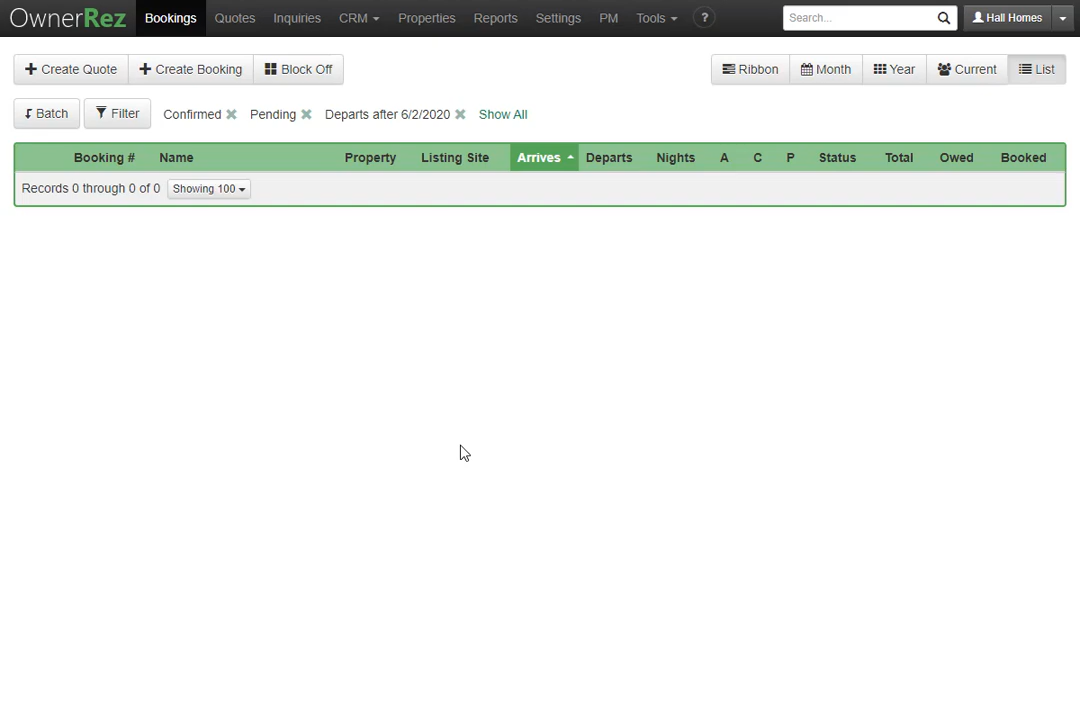 OwnerRez Bookings Quotes Inquiries CRM Properties Reports Settings PM Tools ? Search... Hall Homes
Create Quote Create Booking Block Off Ribbon Month Year Current List
Batch Filter Confirmed Pending Departs after 6/2/2020 Show All
Booking # Name Property Listing Site Arrives Departs Nights A C P Status Total Owed Booked
Records 0 through 0 of 0 Showing 100